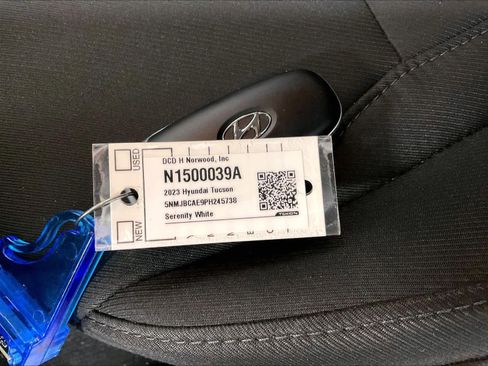 USED
NEW
DCD H Norwood, Inc
N1500039A
2023 Hyundai Tucson
5NMJBCAE9PH245738
Serenity White